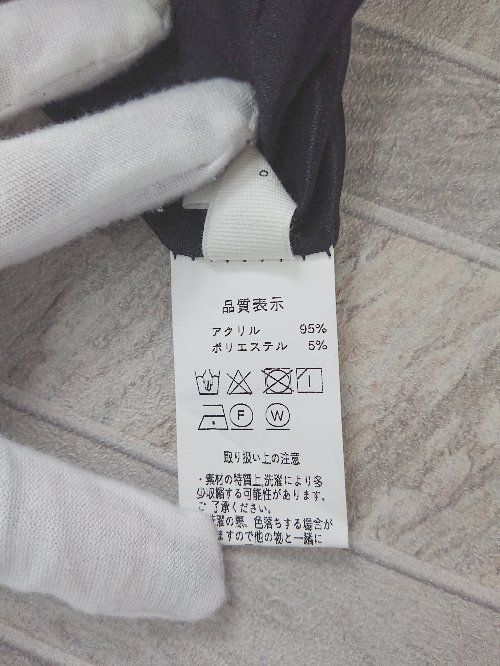 品質表示
アクリル 95%
ポリエステル 5%
F W
取り扱い上の注意
・素材の特質上,洗濯により多
少収縮する可能性があります。
ご了承ください。
洗濯の際、色落ちする場合が
ますので他の物と一緒に